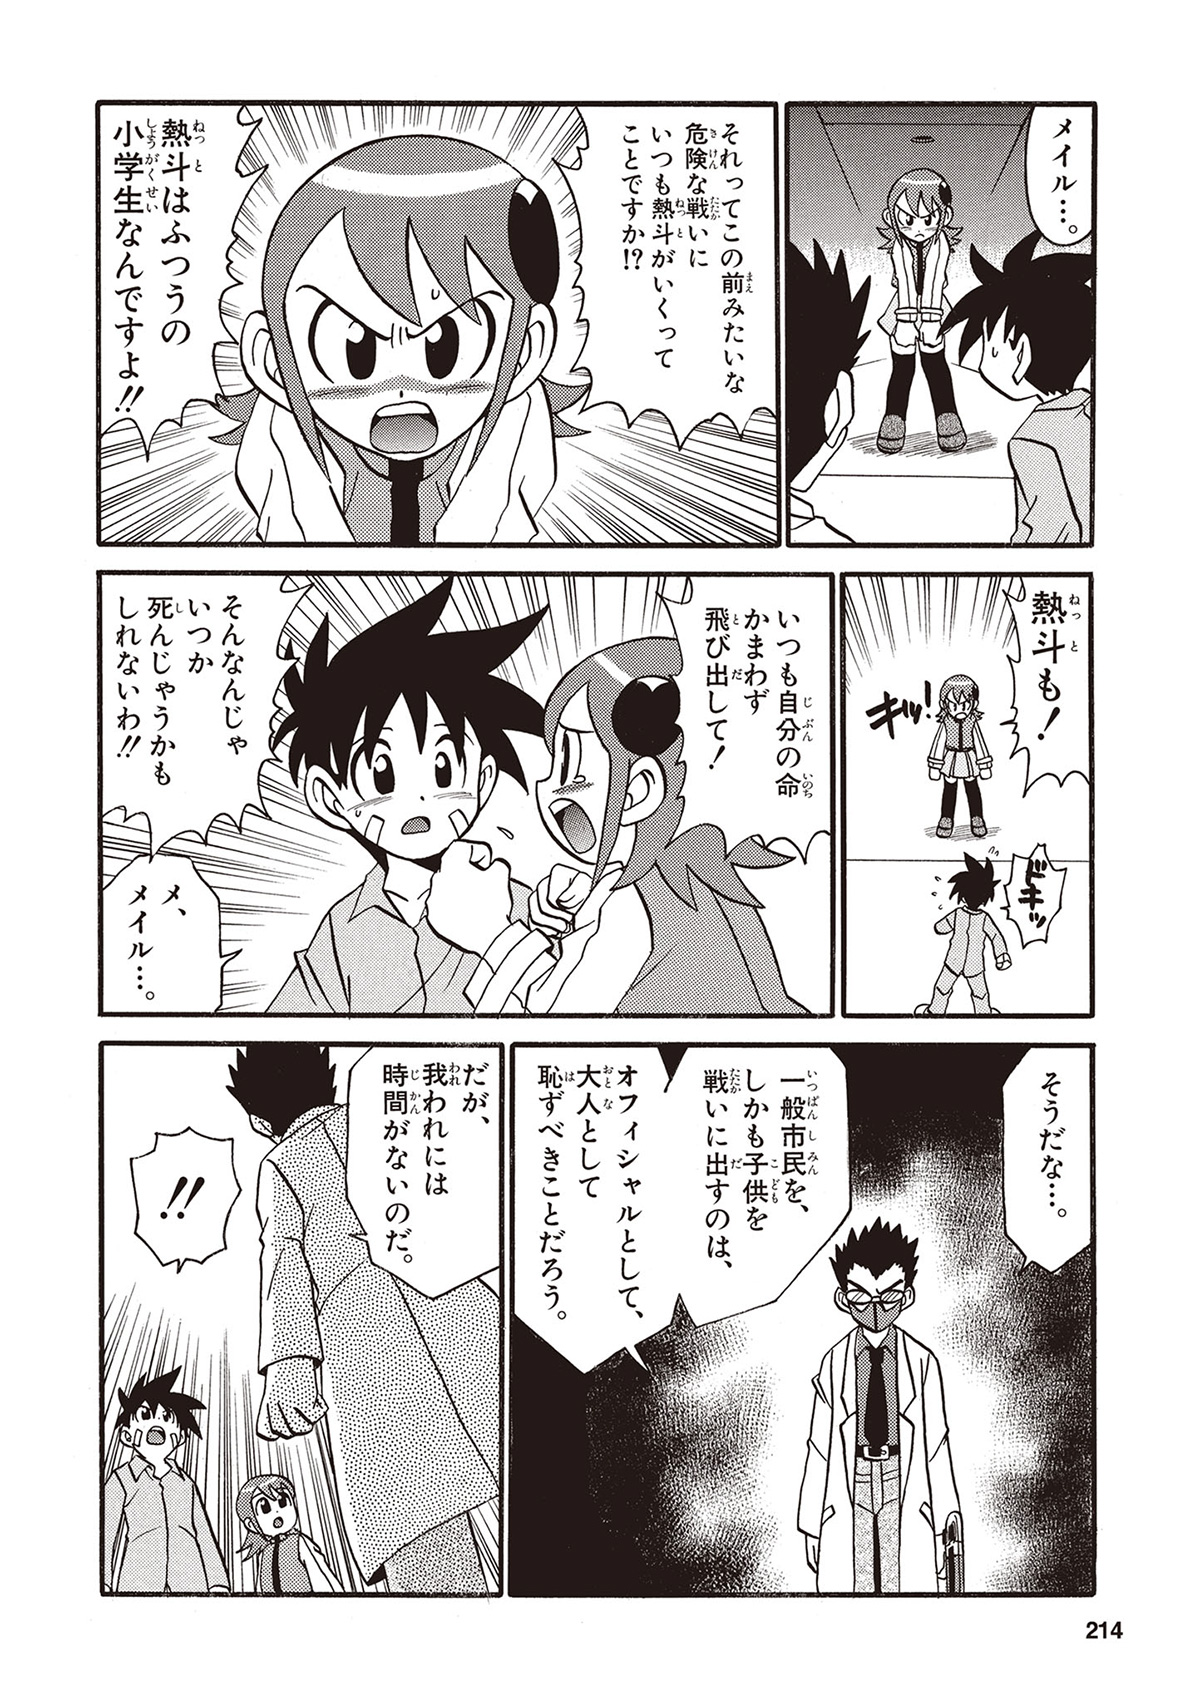 メイル…。
それってこの前みたいな
危険な戦いに
いつも熱斗がいくって
ことですか!?
熱斗はふつうの
小学生なんですよ!!
熱斗も!
キッ!
ドキッ
いつも自分の命
かまわず
飛び出して!
そんなんじゃ
いつか
死んじゃうかも
しれないわ!!
メ、
メイル…。
そうだな…。
一般市民を、
しかも子供を
戦いに出すのは、
オフィシャルとして、
大人として
恥ずべきことだろう。
だが、
我われには
時間がないのだ。
!!
214